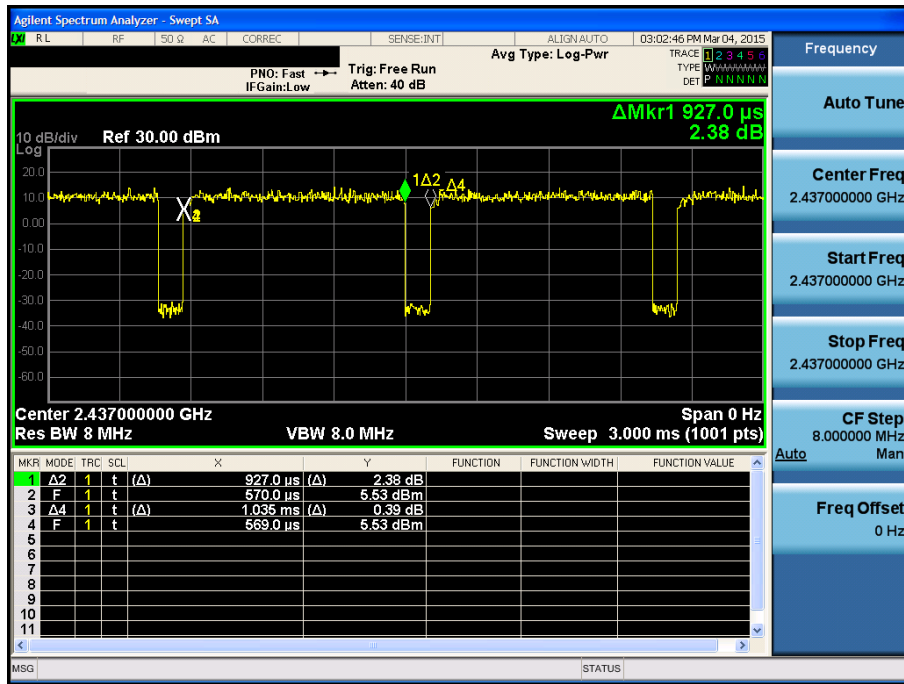 Agilent Spectrum Analyzer - Swept SA
LXI RL RF 50 Ω AC CORREC SENSE:INT ALIGN AUTO 03:02:46 PM Mar 04, 2015
PNO: Fast Trig: Free Run Avg Type: Log-Pwr TRACE 1 2 3 4 5 6
TYPE WWWWWW
IFGain:Low Atten: 40 dB DET P N N N N N
ΔMkr1 927.0 µs
2.38 dB
10 dB/div Ref 30.00 dBm
Log
20.0
10.0
0.00
-10.0
-20.0
-30.0
-40.0
-50.0
-60.0
1Δ2 Δ4
Center 2.437000000 GHz Span 0 Hz
Res BW 8 MHz VBW 8.0 MHz Sweep 3.000 ms (1001 pts)
MKR MODE TRC SCL X Y FUNCTION FUNCTION WIDTH FUNCTION VALUE
1 Δ2 1 t (Δ) 927.0 µs (Δ) 2.38 dB
2 F 1 t 570.0 µs 5.53 dBm
3 Δ4 1 t (Δ) 1.035 ms (Δ) 0.39 dB
4 F 1 t 569.0 µs 5.53 dBm
5
6
7
8
9
10
11
MSG STATUS
Frequency
Auto Tune
Center Freq
2.437000000 GHz
Start Freq
2.437000000 GHz
Stop Freq
2.437000000 GHz
CF Step
8.000000 MHz
Auto Man
Freq Offset
0 Hz